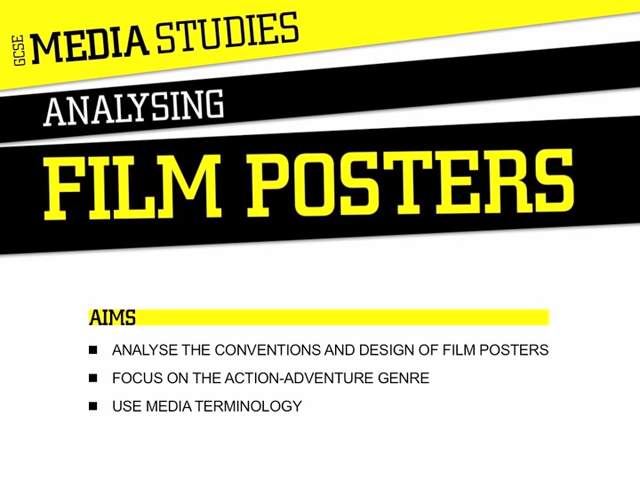 GCSE MEDIA STUDIES
ANALYSING
FILM POSTERS
AIMS
ANALYSE THE CONVENTIONS AND DESIGN OF FILM POSTERS
FOCUS ON THE ACTION-ADVENTURE GENRE
USE MEDIA TERMINOLOGY